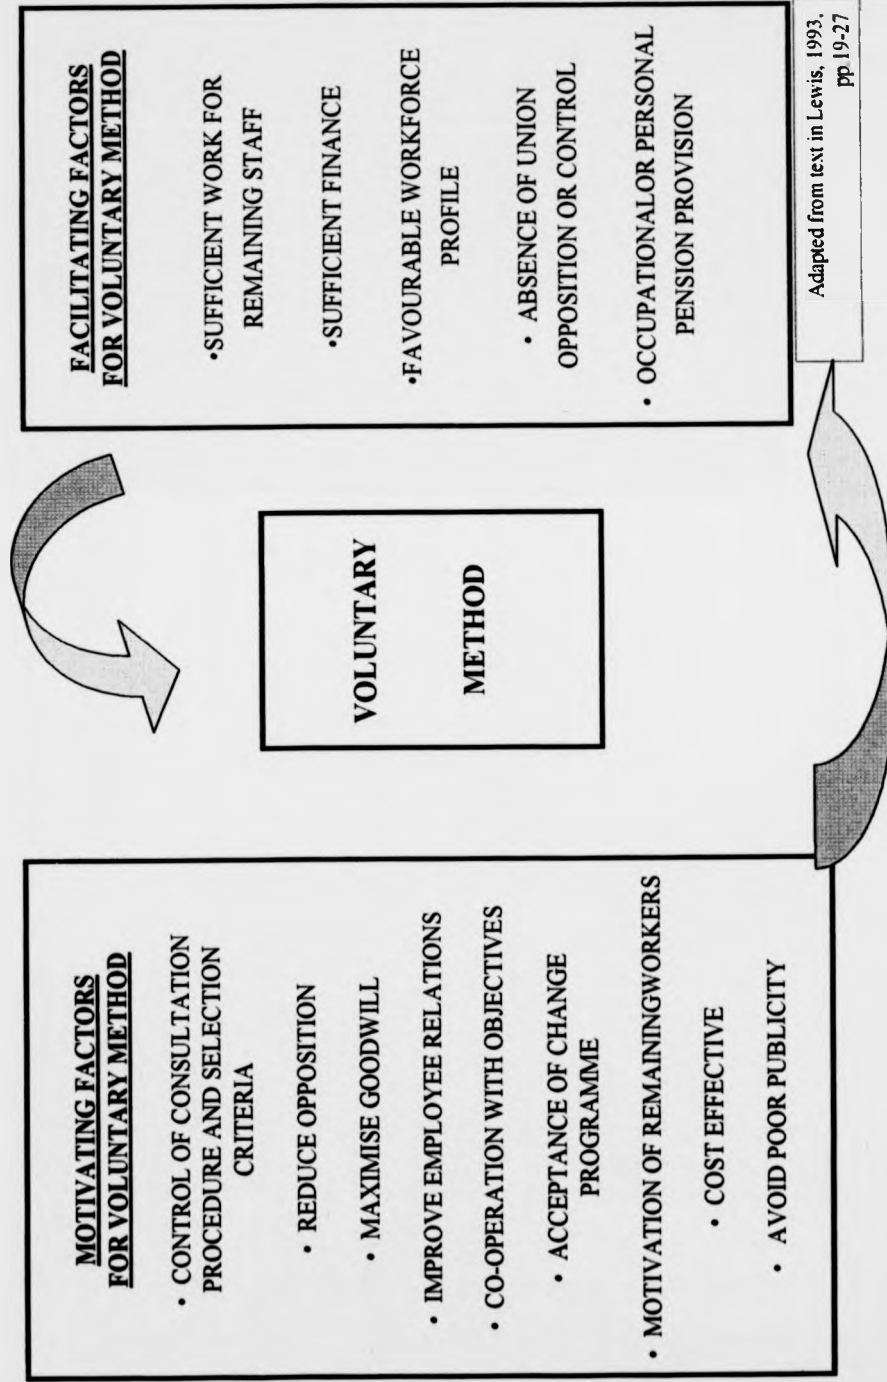 MOTIVATING FACTORS
FOR VOLUNTARY METHOD
• CONTROL OF CONSULTATION
PROCEDURE AND SELECTION
CRITERIA
• REDUCE OPPOSITION
• MAXIMISE GOODWILL
• IMPROVE EMPLOYEE RELATIONS
• CO-OPERATION WITH OBJECTIVES
• ACCEPTANCE OF CHANGE
PROGRAMME
• MOTIVATION OF REMAININGWORKERS
• COST EFFECTIVE
• AVOID POOR PUBLICITY
VOLUNTARY
METHOD
FACILITATING FACTORS
FOR VOLUNTARY METHOD
•SUFFICIENT WORK FOR
REMAINING STAFF
•SUFFICIENT FINANCE
•FAVOURABLE WORKFORCE
PROFILE
• ABSENCE OF UNION
OPPOSITION OR CONTROL
• OCCUPATIONALOR PERSONAL
PENSION PROVISION
Adapted from text in Lewis, 1993,
pp.19-27